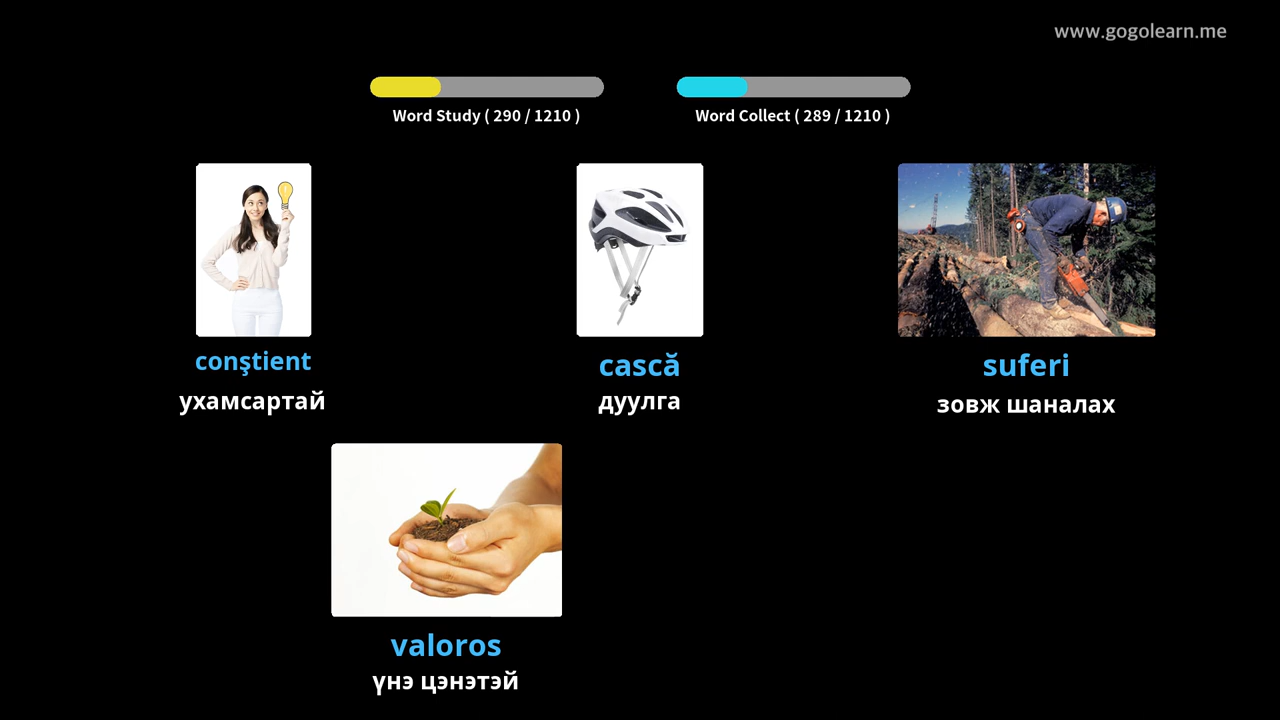 www.gogolearn.me
Word Study ( 290 / 1210 )
Word Collect ( 289 / 1210 )
conştient
ухамсартай
cască
дуулга
suferi
зовж шаналах
valoros
үнэ цэнэтэй